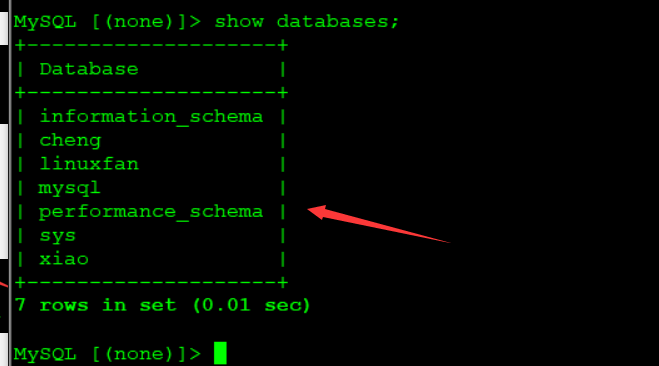 MySQL [(none)]> show databases;
+--------------------+
| Database           |
+--------------------+
| information_schema |
| cheng              |
| linuxfan           |
| mysql              |
| performance_schema |
| sys                |
| xiao               |
+--------------------+
7 rows in set (0.01 sec)
MySQL [(none)]>